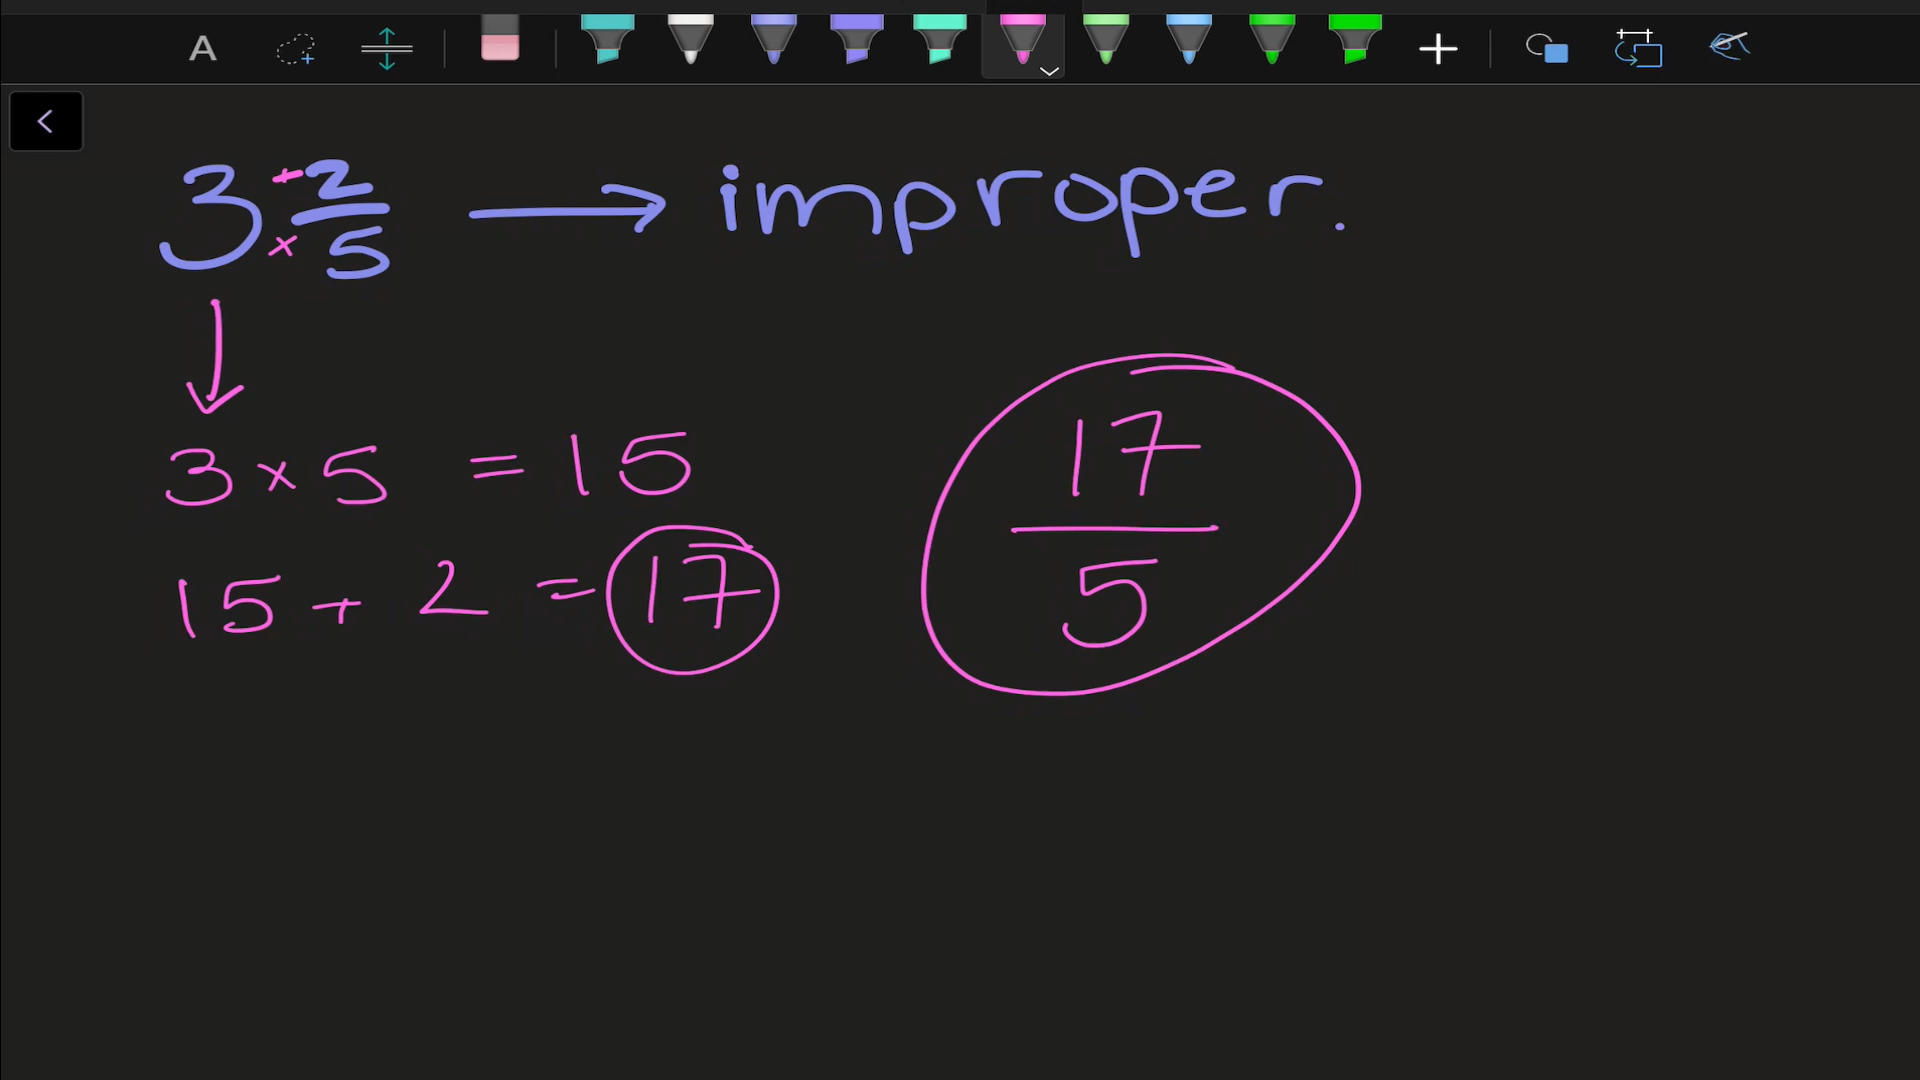 A
3 + 2/5 → improper.
×
3 × 5 = 15
15 + 2 = 17
17/5